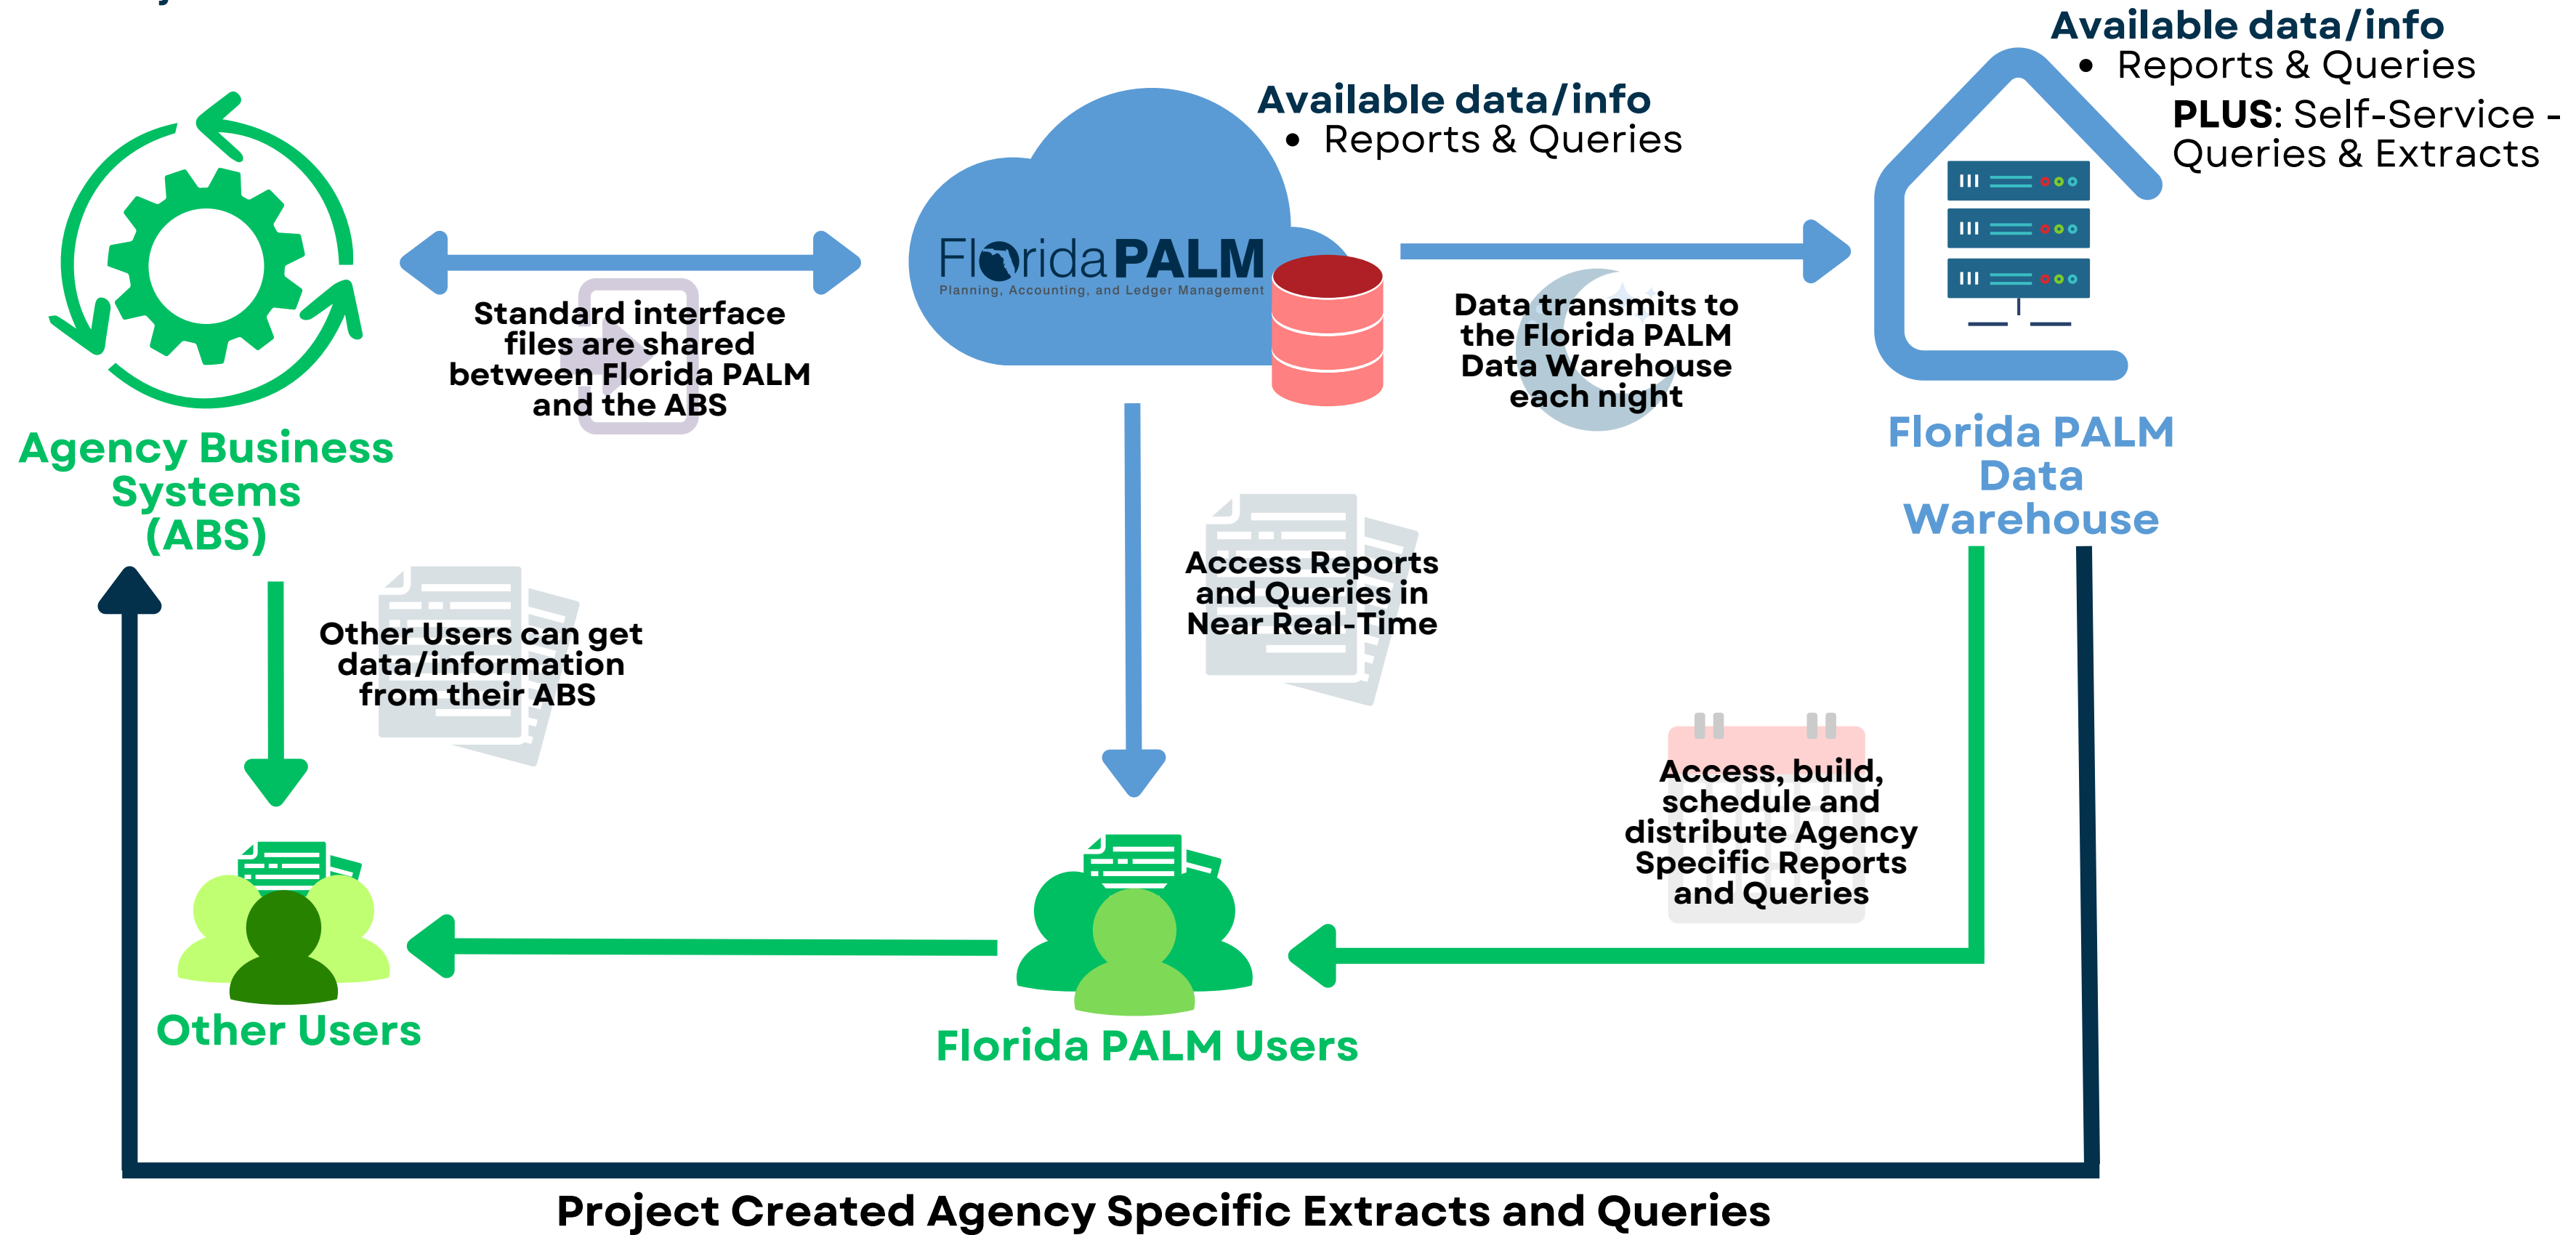 Available data/info
• Reports & Queries
PLUS: Self-Service -
Queries & Extracts
Available data/info
• Reports & Queries
Florida PALM
Planning, Accounting, and Ledger Management
Standard interface
files are shared
between Florida PALM
and the ABS
Data transmits to
the Florida PALM
Data Warehouse
each night
Agency Business
Systems
(ABS)
Florida PALM
Data
Warehouse
Other Users can get
data/information
from their ABS
Access Reports
and Queries in
Near Real-Time
Access, build,
schedule and
distribute Agency
Specific Reports
and Queries
Other Users
Florida PALM Users
Project Created Agency Specific Extracts and Queries